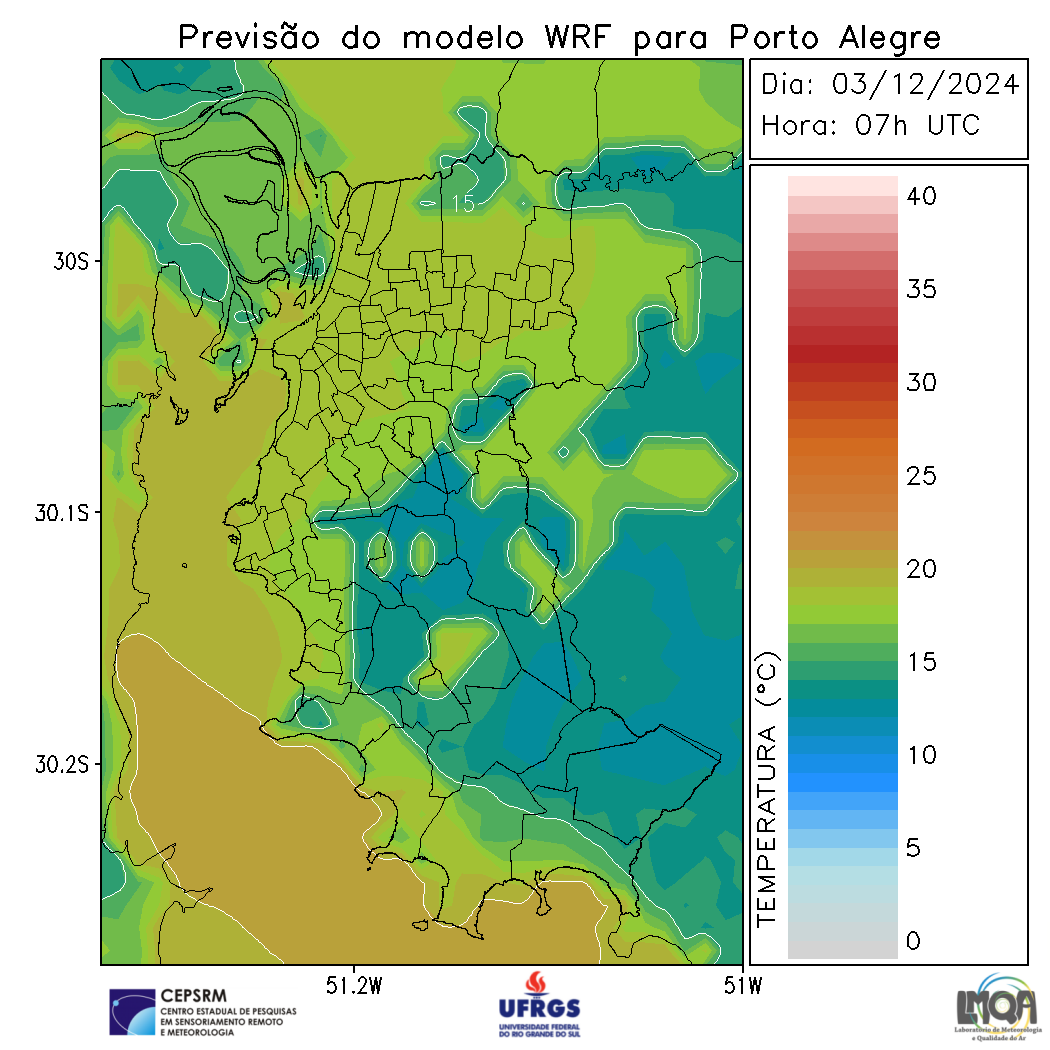 Previsão do modelo WRF para Porto Alegre
Dia: 03/12/2024
Hora: 07h UTC
40
35
30
25
20
15
10
5
0
TEMPERATURA (°C)
15
30S
30.1S
30.2S
51.2W
51W
CEPSRM
CENTRO ESTADUAL DE PESQUISAS
EM SENSORIAMENTO REMOTO
E METEOROLOGIA
UFRGS
UNIVERSIDADE FEDERAL
DO RIO GRANDE DO SUL
LMQA
Laboratório de Meteorologia
e Qualidade do Ar